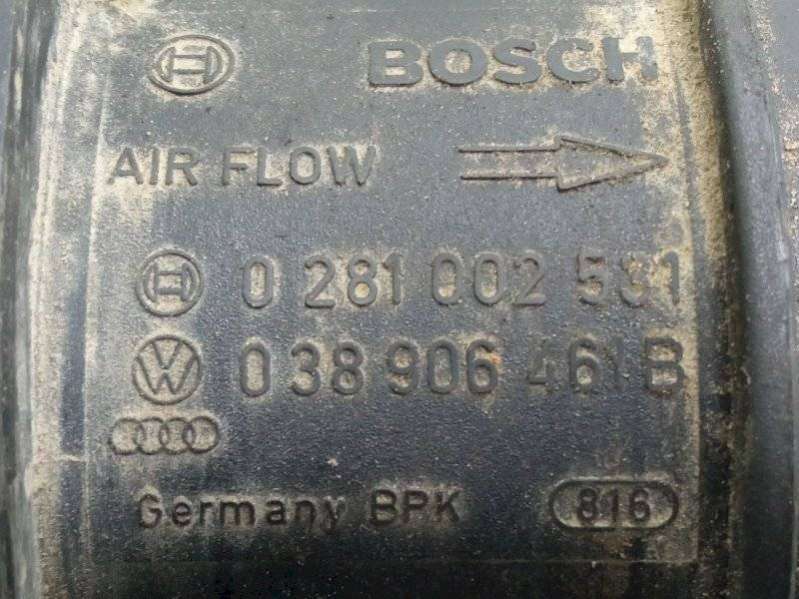 BOSCH
AIR FLOW
0 281 002 531
038 906 461 B
Germany BPK 816